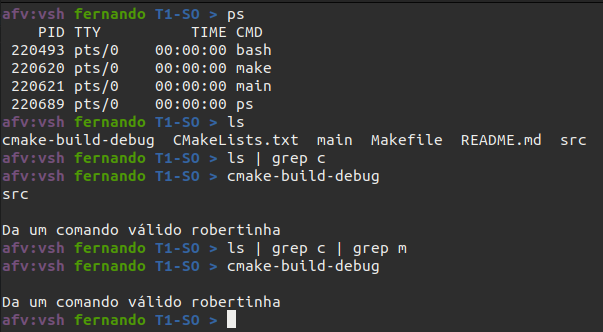 afv:vsh fernando T1-SO > ps
    PID TTY          TIME CMD
 220493 pts/0    00:00:00 bash
 220620 pts/0    00:00:00 make
 220621 pts/0    00:00:00 main
 220689 pts/0    00:00:00 ps
afv:vsh fernando T1-SO > ls
cmake-build-debug  CMakeLists.txt  main  Makefile  README.md  src
afv:vsh fernando T1-SO > ls | grep c
afv:vsh fernando T1-SO > cmake-build-debug
src

Da um comando válido robertinha
afv:vsh fernando T1-SO > ls | grep c | grep m
afv:vsh fernando T1-SO > cmake-build-debug

Da um comando válido robertinha
afv:vsh fernando T1-SO >